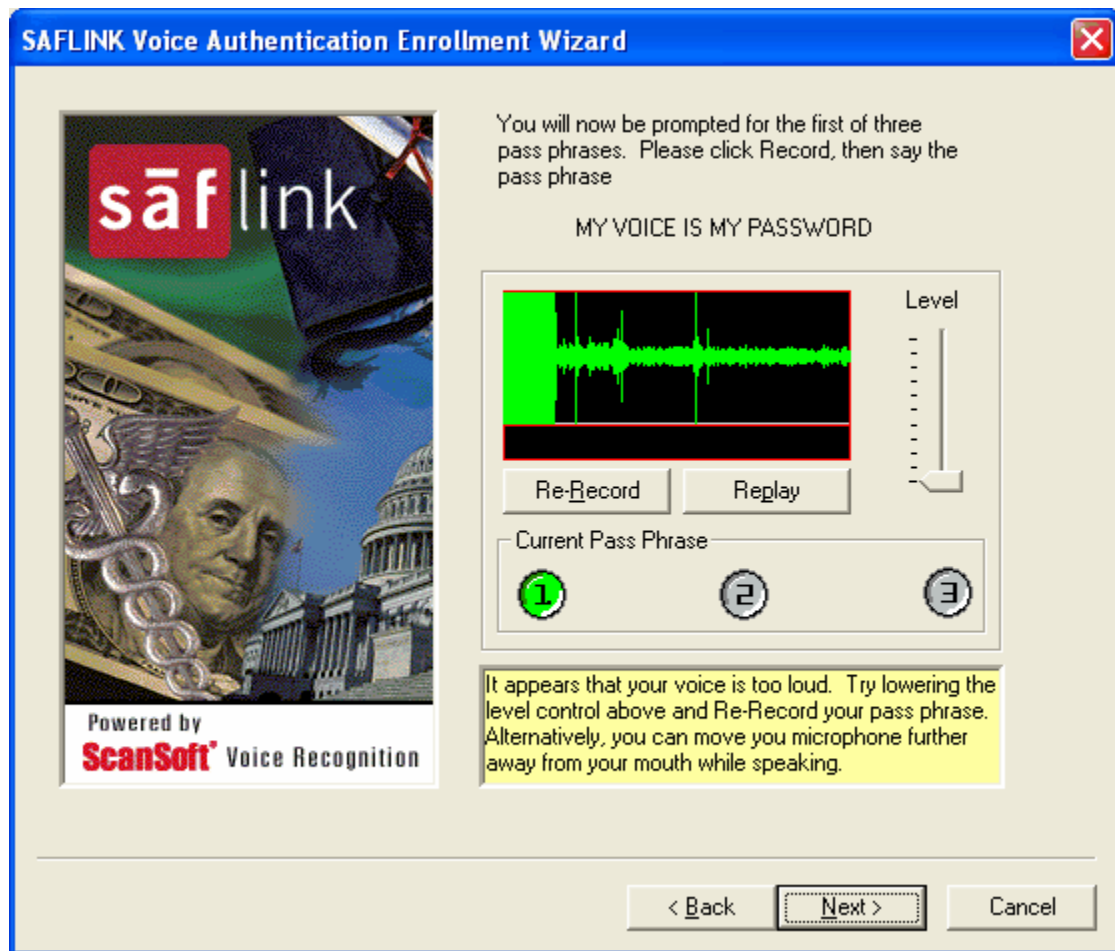 SAFLINK Voice Authentication Enrollment Wizard
sāflink
Powered by
ScanSoft® Voice Recognition
You will now be prompted for the first of three
pass phrases. Please click Record, then say the
pass phrase
MY VOICE IS MY PASSWORD
Level
Re-Record
Replay
Current Pass Phrase
1
2
3
It appears that your voice is too loud. Try lowering the
level control above and Re-Record your pass phrase.
Alternatively, you can move you microphone further
away from your mouth while speaking.
< Back
Next >
Cancel